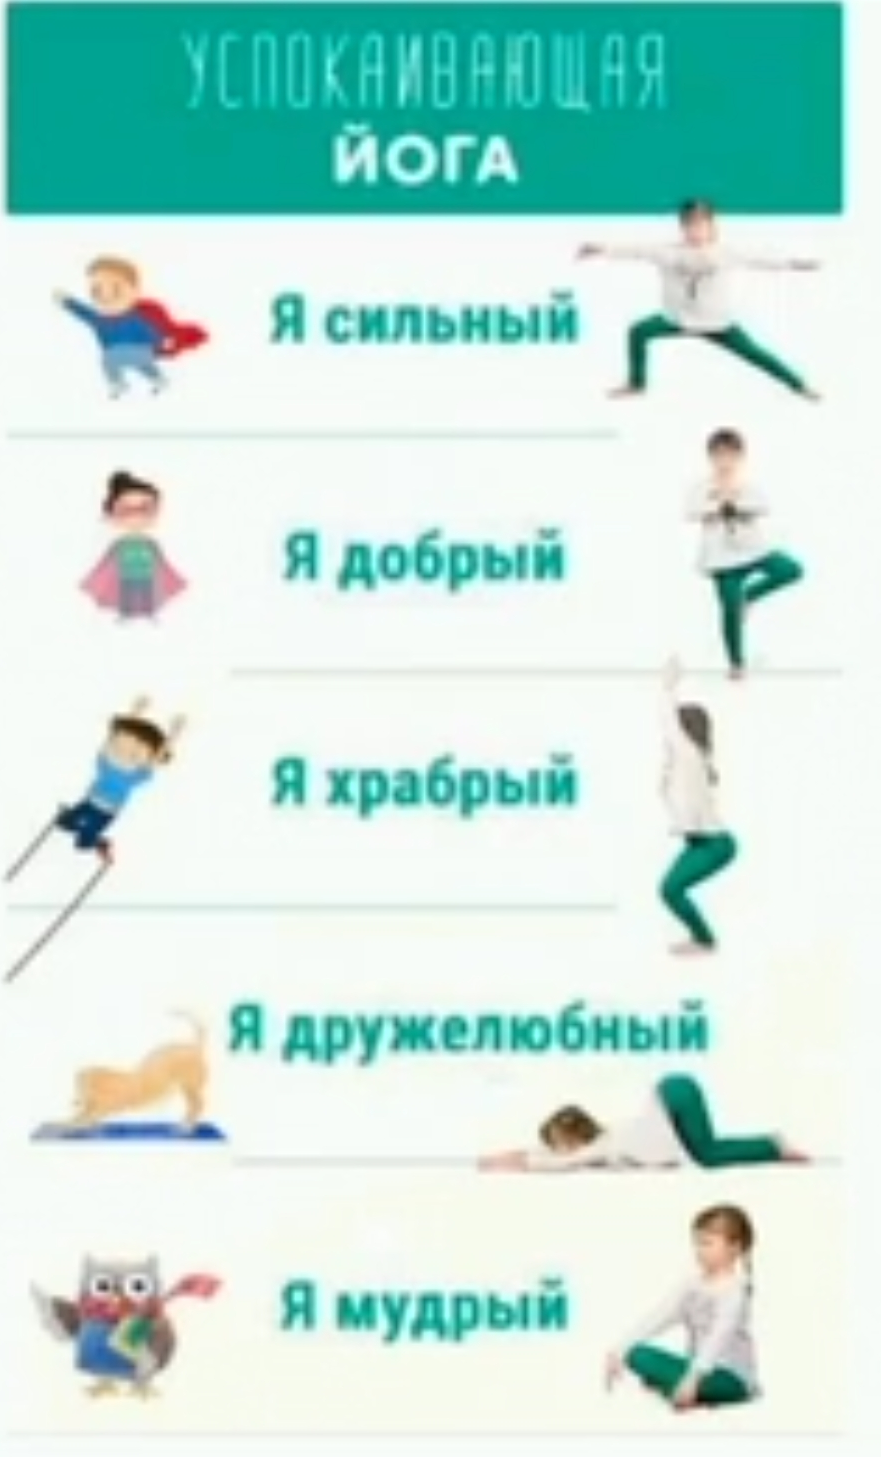 УСПОКАИВАЮЩАЯ
ЙОГА
Я сильный
Я добрый
Я храбрый
Я дружелюбный
Я мудрый